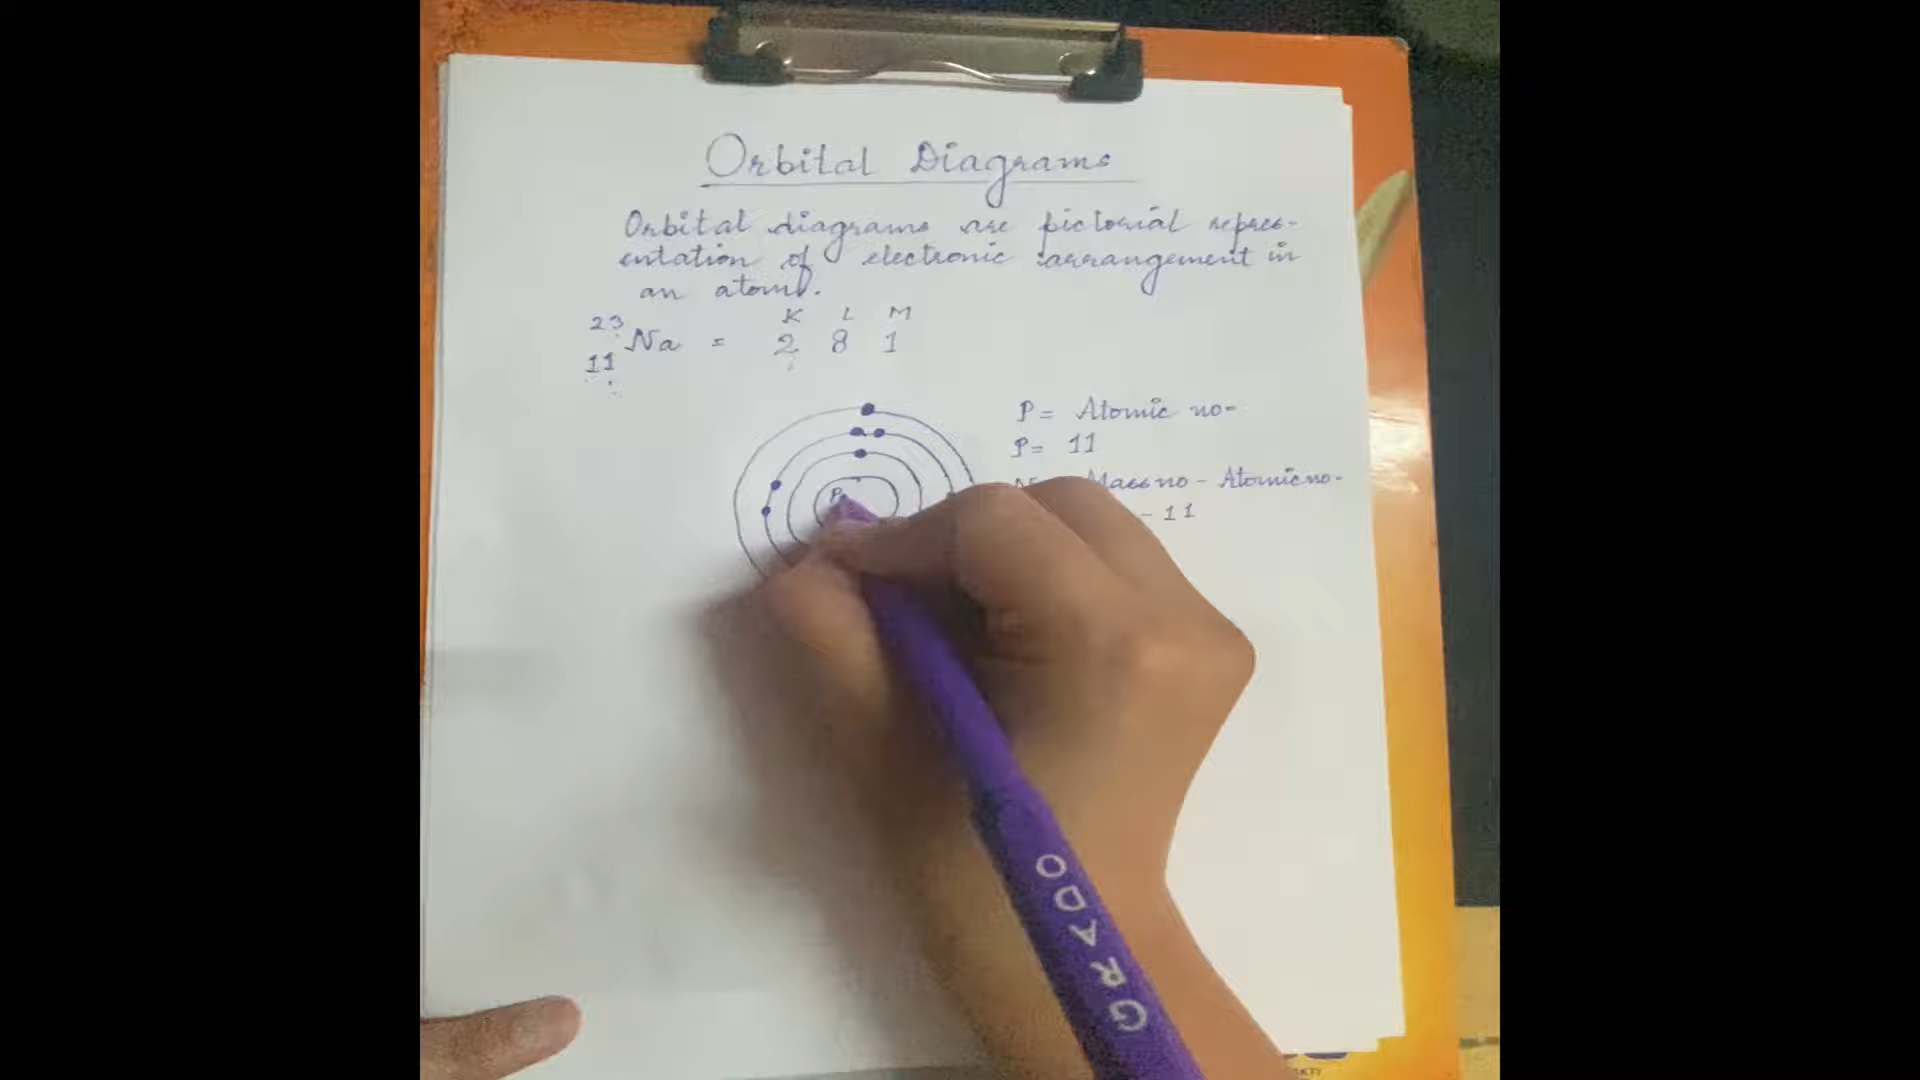 Orbital Diagrams
Orbital diagrams are pictorial repres-
entation of electronic arrangement in
an atom.
K L M
23
Na = 2 8 1
11
P = Atomic no-
P = 11
Mass no - Atomic no-
- 11
P
GRADO